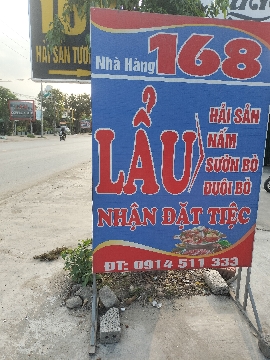 HẢI SẢN TƯƠ
Nhà Hàng 168
LẨU
HẢI SẢN
NẤM
SƯỜN BÒ
ĐUÔI BÒ
NHẬN ĐẶT TIỆC
ĐT: 0914 511 333